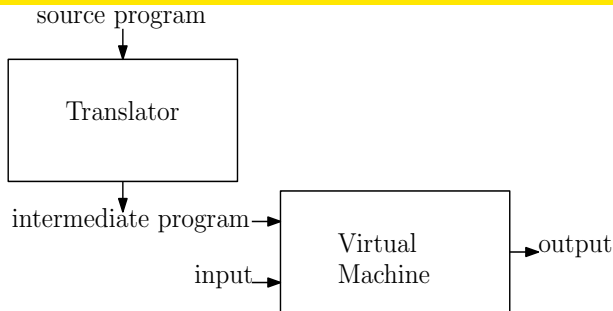 source program
Translator
intermediate program
Virtual
Machine
input
output